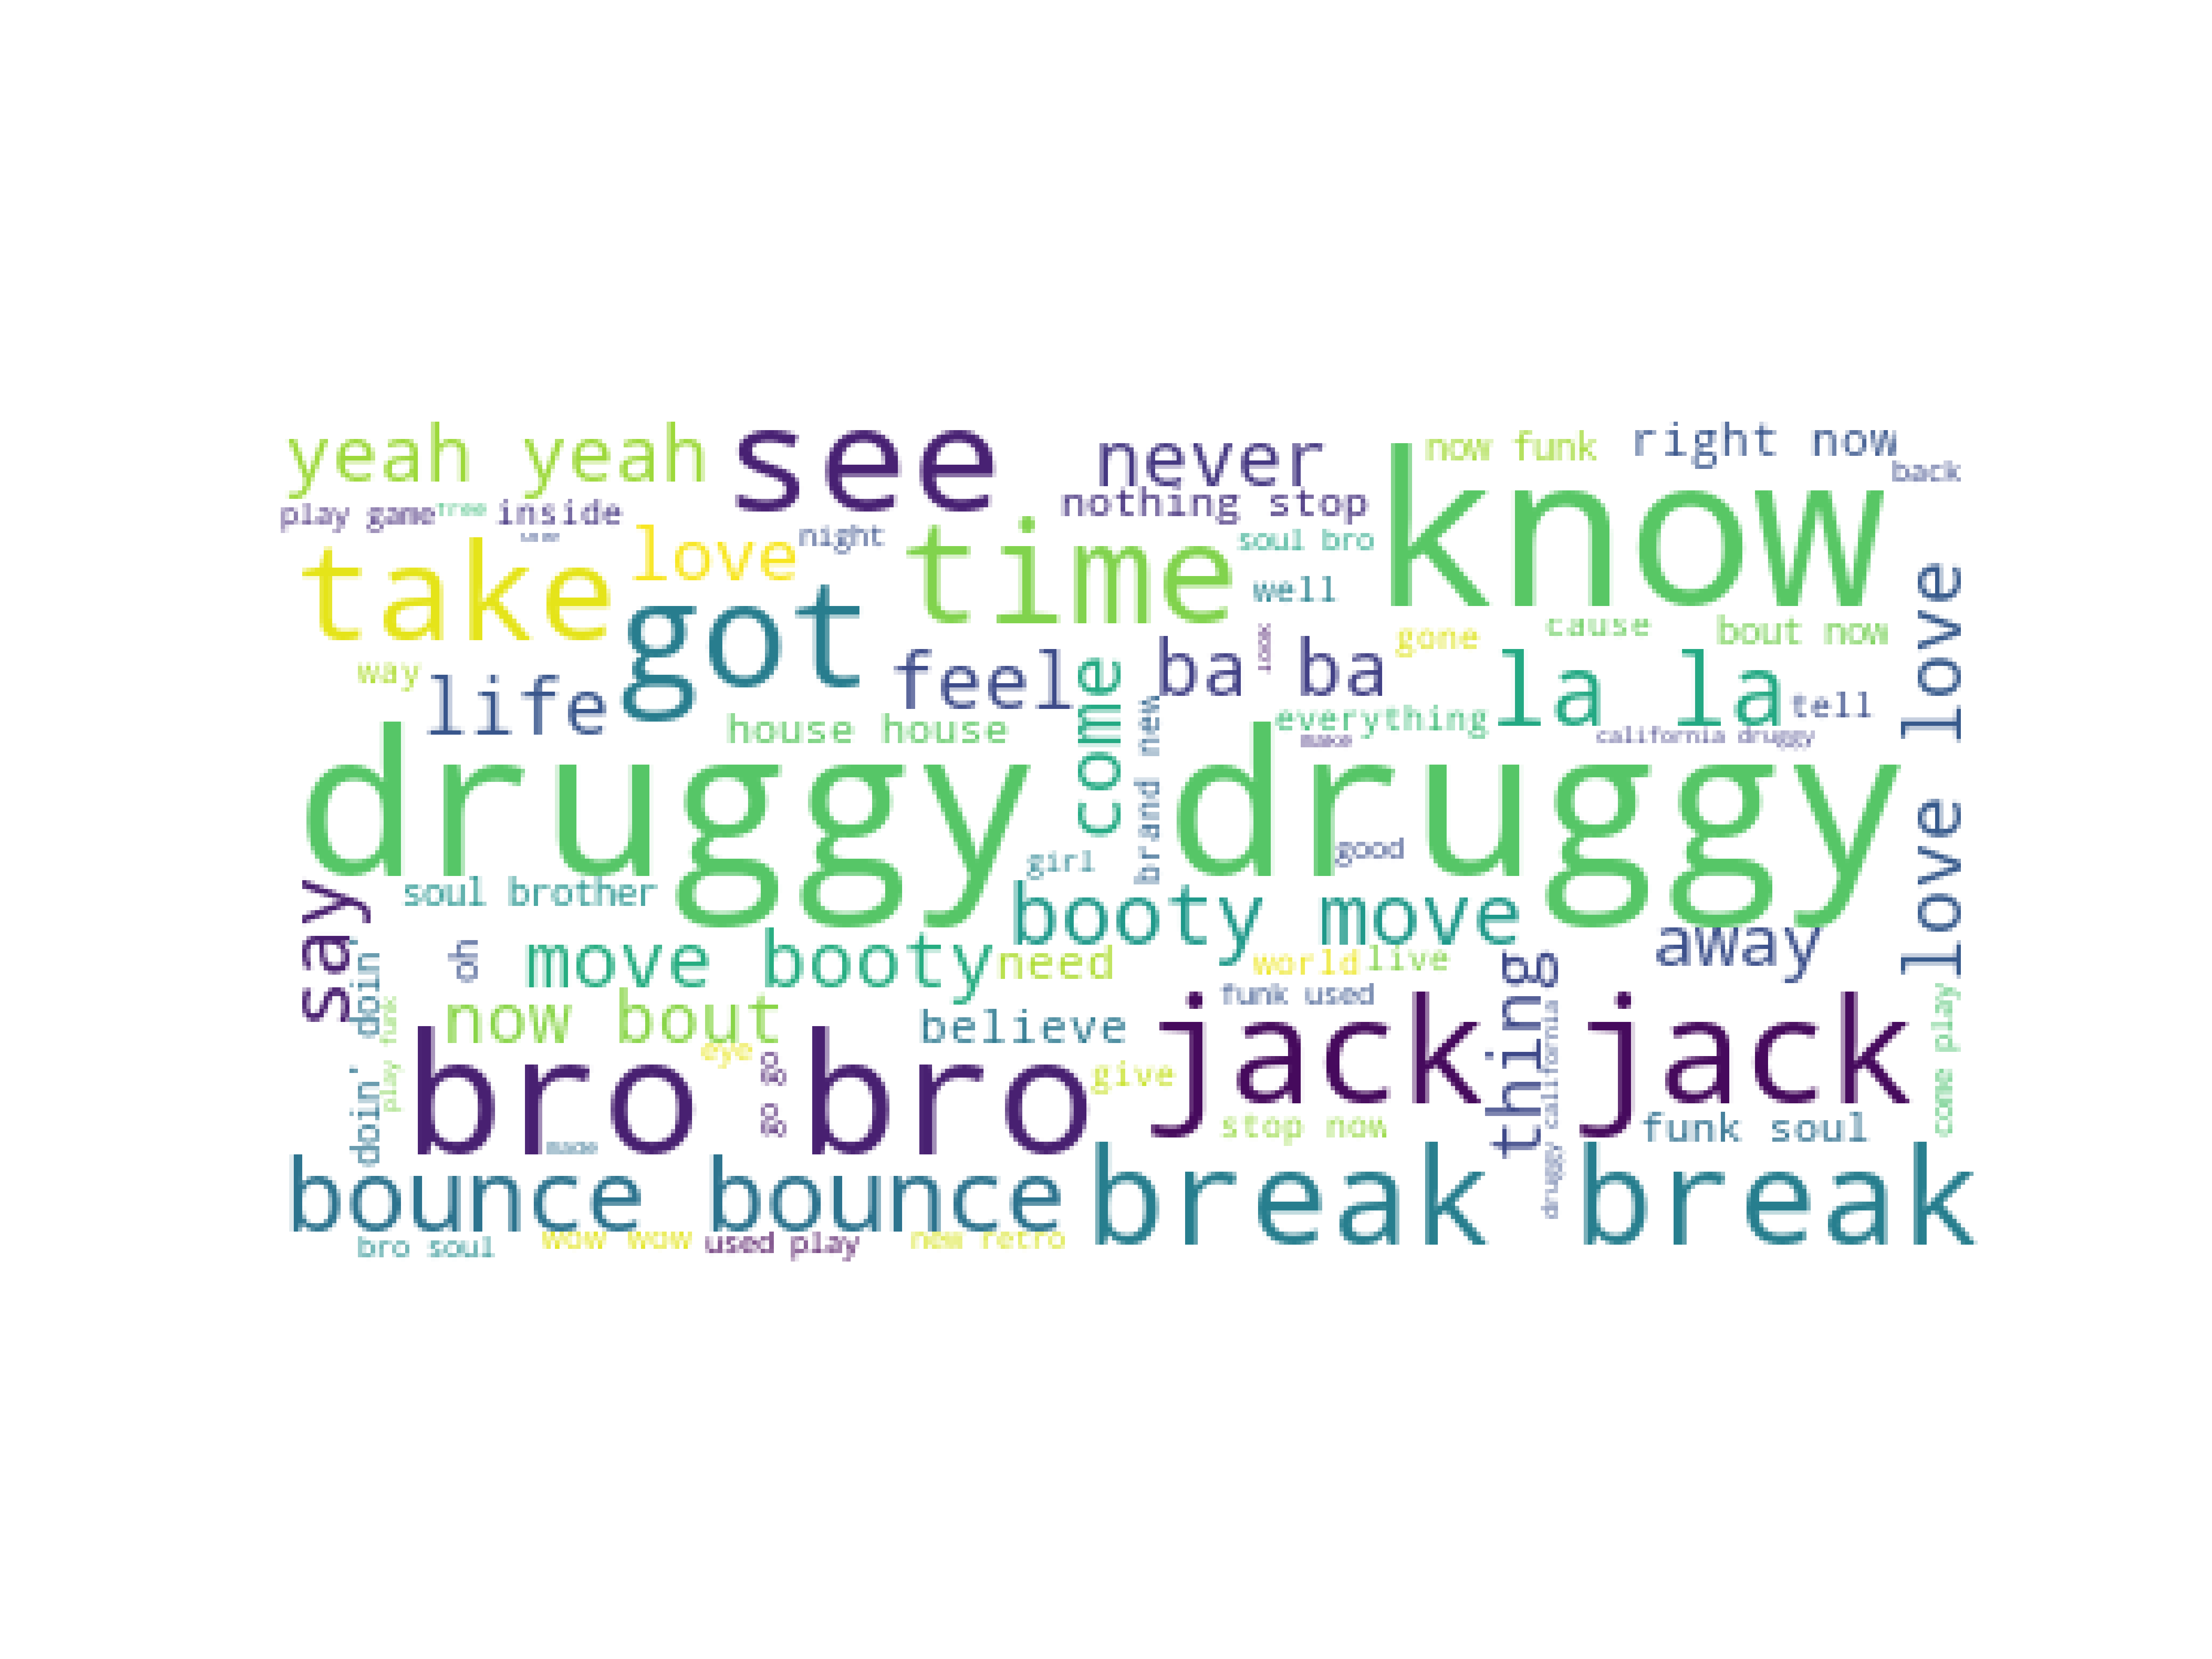 yeah yeah
see
never
now funk
right now
back
know
play game
free
inside
nothing stop
night
soul bro
take
love
time
well
got
cause
bout now
gone
look
way
life
feel
ba ba
la la
tell
come
love love
house house
everything
make
california druggy
brand new
druggy druggy
good
girl
soul brother
say
booty move
oh
move booty
need
world
live
away
thing
doin' doin'
play funk
now bout
believe
funk used
jack jack
come play
eye
go go
bro bro
give
druggy california
stop now
funk soul
made
bounce bounce
break break
bro soul
wow wow
used play
new retro